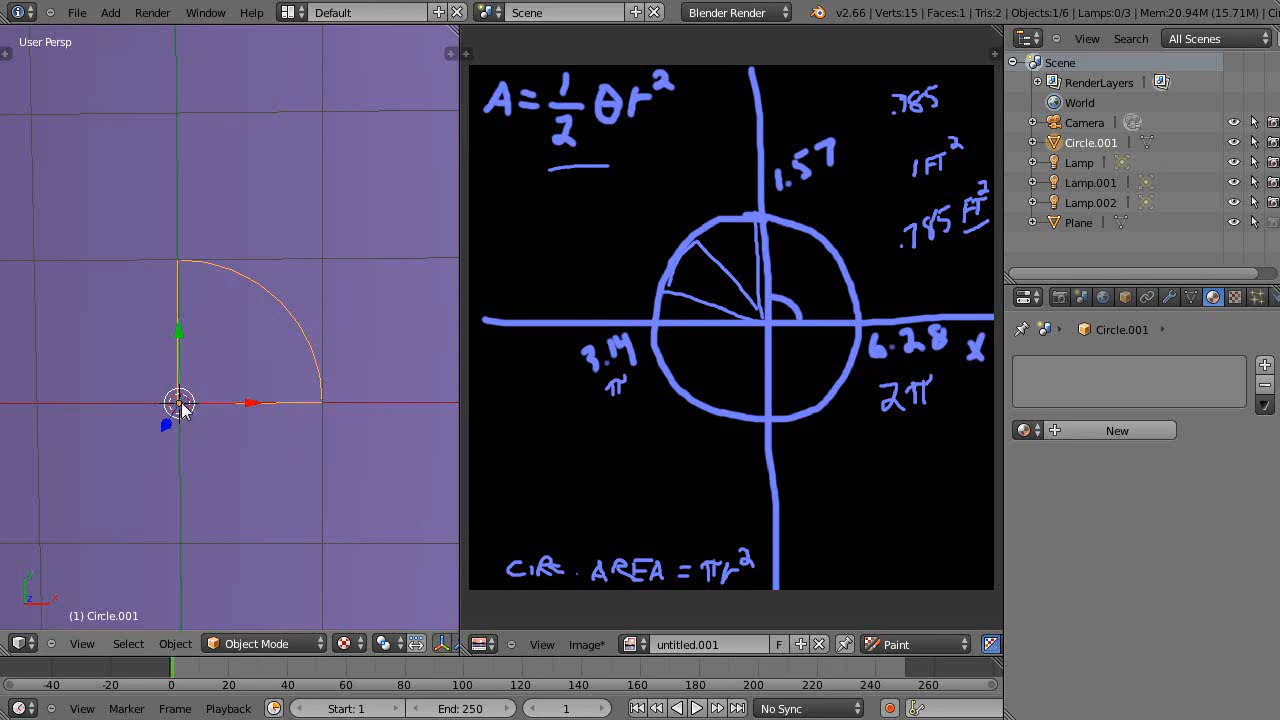 File Add Render Window Help Default Scene Blender Render v2.66 | Verts:15 | Faces:1 | Tris:2 | Objects:1/6 | Lamps:0/3 | Mem:20.94M (15.71M) | Cir
User Persp
View Search All Scenes
Scene
RenderLayers
World
Camera
Circle.001
Lamp
Lamp.001
Lamp.002
Plane
Circle.001
New
A = 1/2 θr²
.785
1 FT²
.785 FT²
1.57
3.14
π
6.28 X
2π
CIRC. AREA = πr²
y
z x
(1) Circle.001
View Select Object Object Mode
View Image* untitled.001 F Paint
-40 -20 0 20 40 60 80 100 120 140 160 180 200 220 240 260
View Marker Frame Playback Start: 1 End: 250 1 No Sync